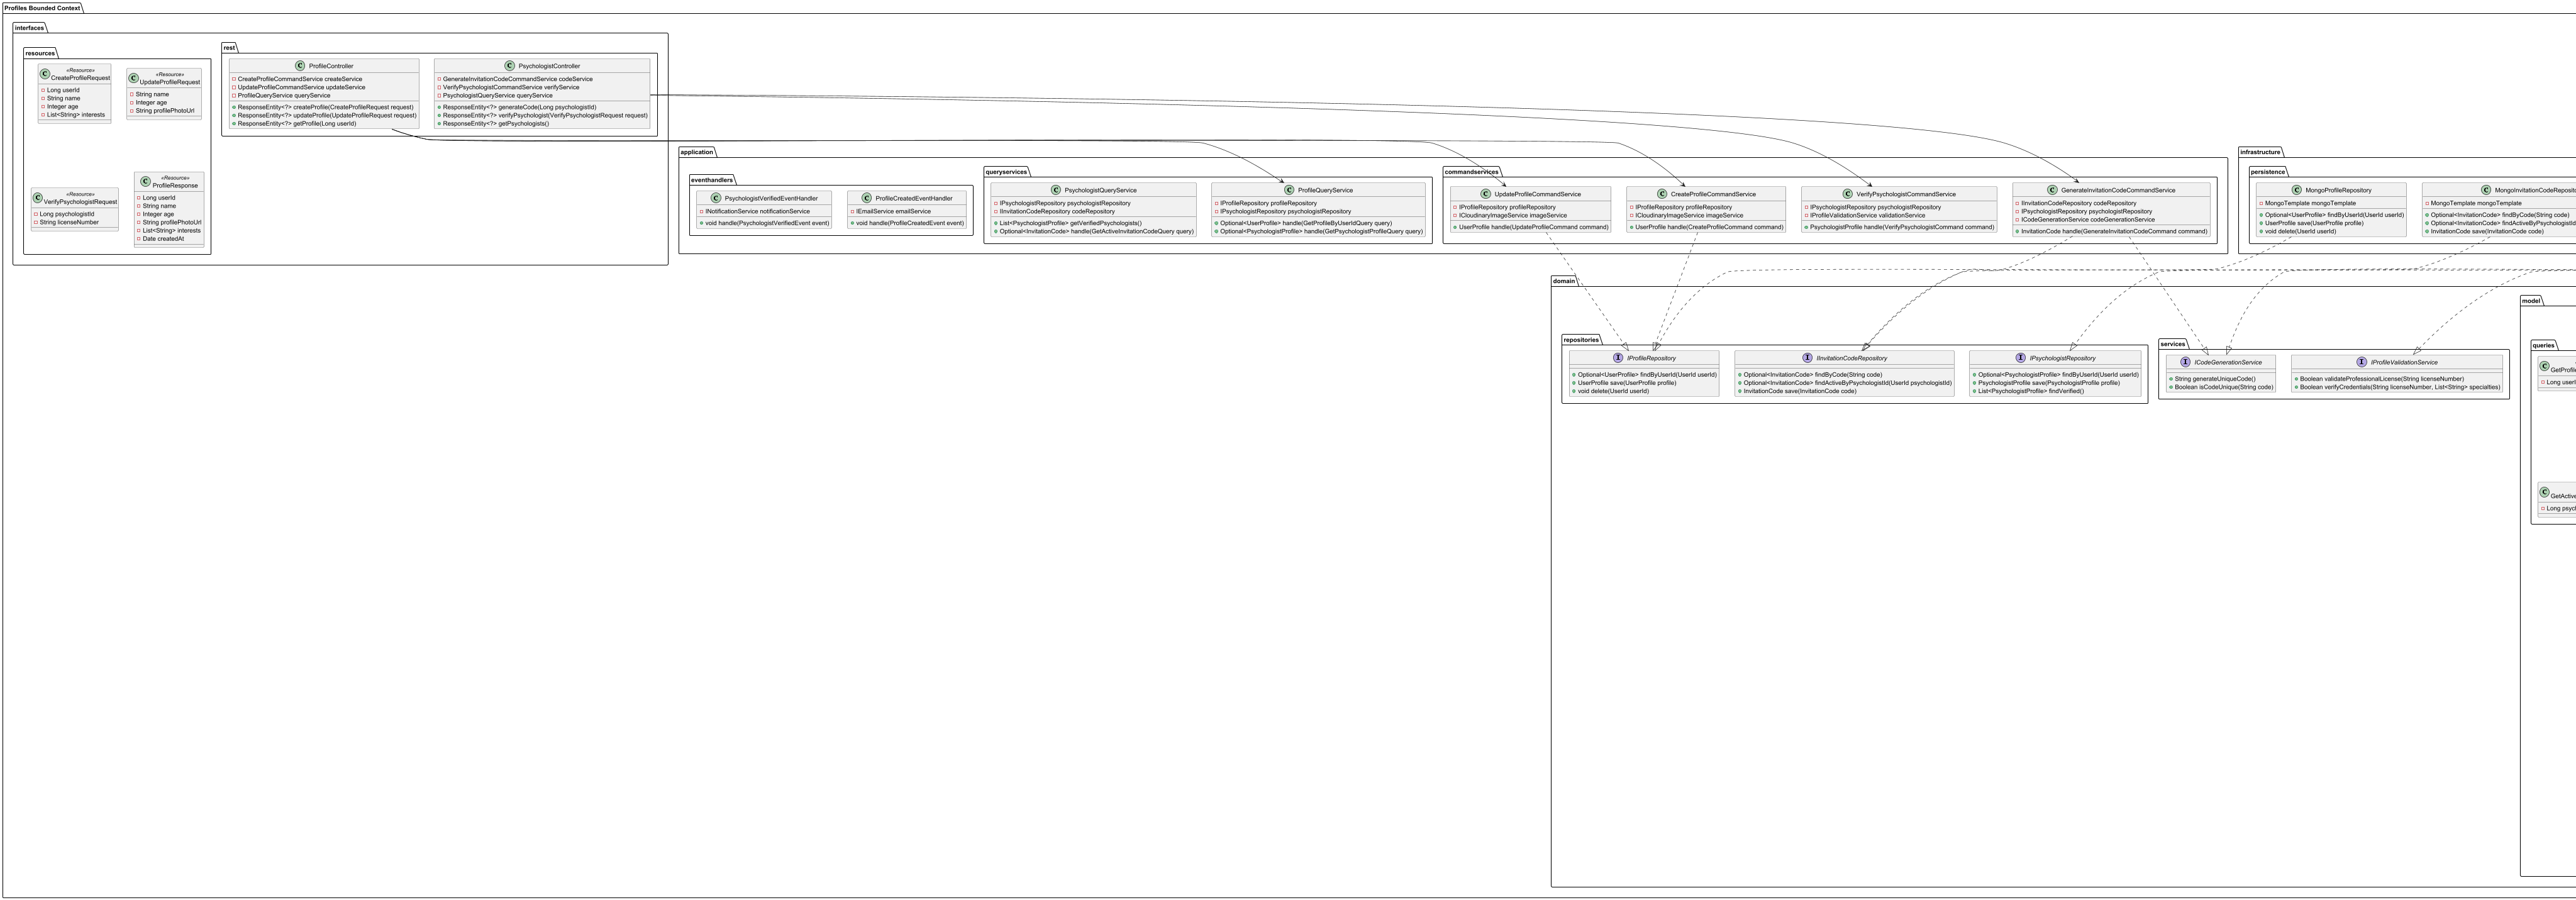 Profiles Bounded Context
interfaces
resources
«Resource»
CreateProfileRequest
Long userId
String name
Integer age
List<String> interests
«Resource»
UpdateProfileRequest
String name
Integer age
String profilePhotoUrl
«Resource»
VerifyPsychologistRequest
Long psychologistId
String licenseNumber
«Resource»
ProfileResponse
Long userId
String name
Integer age
String profilePhotoUrl
List<String> interests
Date createdAt
rest
ProfileController
CreateProfileCommandService createService
UpdateProfileCommandService updateService
ProfileQueryService queryService
ResponseEntity<?> createProfile(CreateProfileRequest request)
ResponseEntity<?> updateProfile(UpdateProfileRequest request)
ResponseEntity<?> getProfile(Long userId)
PsychologistController
GenerateInvitationCodeCommandService codeService
VerifyPsychologistCommandService verifyService
PsychologistQueryService queryService
ResponseEntity<?> generateCode(Long psychologistId)
ResponseEntity<?> verifyPsychologist(VerifyPsychologistRequest request)
ResponseEntity<?> getPsychologists()
application
eventhandlers
PsychologistVerifiedEventHandler
INotificationService notificationService
void handle(PsychologistVerifiedEvent event)
ProfileCreatedEventHandler
IEmailService emailService
void handle(ProfileCreatedEvent event)
queryservices
PsychologistQueryService
IPsychologistRepository psychologistRepository
IInvitationCodeRepository codeRepository
List<PsychologistProfile> getVerifiedPsychologists()
Optional<InvitationCode> handle(GetActiveInvitationCodeQuery query)
ProfileQueryService
IProfileRepository profileRepository
IPsychologistRepository psychologistRepository
Optional<UserProfile> handle(GetProfileByUserIdQuery query)
Optional<PsychologistProfile> handle(GetPsychologistProfileQuery query)
commandservices
UpdateProfileCommandService
IProfileRepository profileRepository
ICloudinaryImageService imageService
UserProfile handle(UpdateProfileCommand command)
CreateProfileCommandService
IProfileRepository profileRepository
ICloudinaryImageService imageService
UserProfile handle(CreateProfileCommand command)
VerifyPsychologistCommandService
IPsychologistRepository psychologistRepository
IProfileValidationService validationService
PsychologistProfile handle(VerifyPsychologistCommand command)
GenerateInvitationCodeCommandService
IInvitationCodeRepository codeRepository
IPsychologistRepository psychologistRepository
ICodeGenerationService codeGenerationService
InvitationCode handle(GenerateInvitationCodeCommand command)
infrastructure
persistence
MongoProfileRepository
MongoTemplate mongoTemplate
Optional<UserProfile> findByUserId(UserId userId)
UserProfile save(UserProfile profile)
void delete(UserId userId)
MongoInvitationCodeReposito
MongoTemplate mongoTemplate
Optional<InvitationCode> findByCode(String code)
Optional<InvitationCode> findActiveByPsychologistId
InvitationCode save(InvitationCode code)
domain
repositories
IProfileRepository
Optional<UserProfile> findByUserId(UserId userId)
UserProfile save(UserProfile profile)
void delete(UserId userId)
IInvitationCodeRepository
Optional<InvitationCode> findByCode(String code)
Optional<InvitationCode> findActiveByPsychologistId(UserId psychologistId)
InvitationCode save(InvitationCode code)
IPsychologistRepository
Optional<PsychologistProfile> findByUserId(UserId userId)
PsychologistProfile save(PsychologistProfile profile)
List<PsychologistProfile> findVerified()
services
ICodeGenerationService
String generateUniqueCode()
Boolean isCodeUnique(String code)
IProfileValidationService
Boolean validateProfessionalLicense(String licenseNumber)
Boolean verifyCredentials(String licenseNumber, List<String> specialties)
model
queries
GetProfile
Long userI
GetActive
Long psych